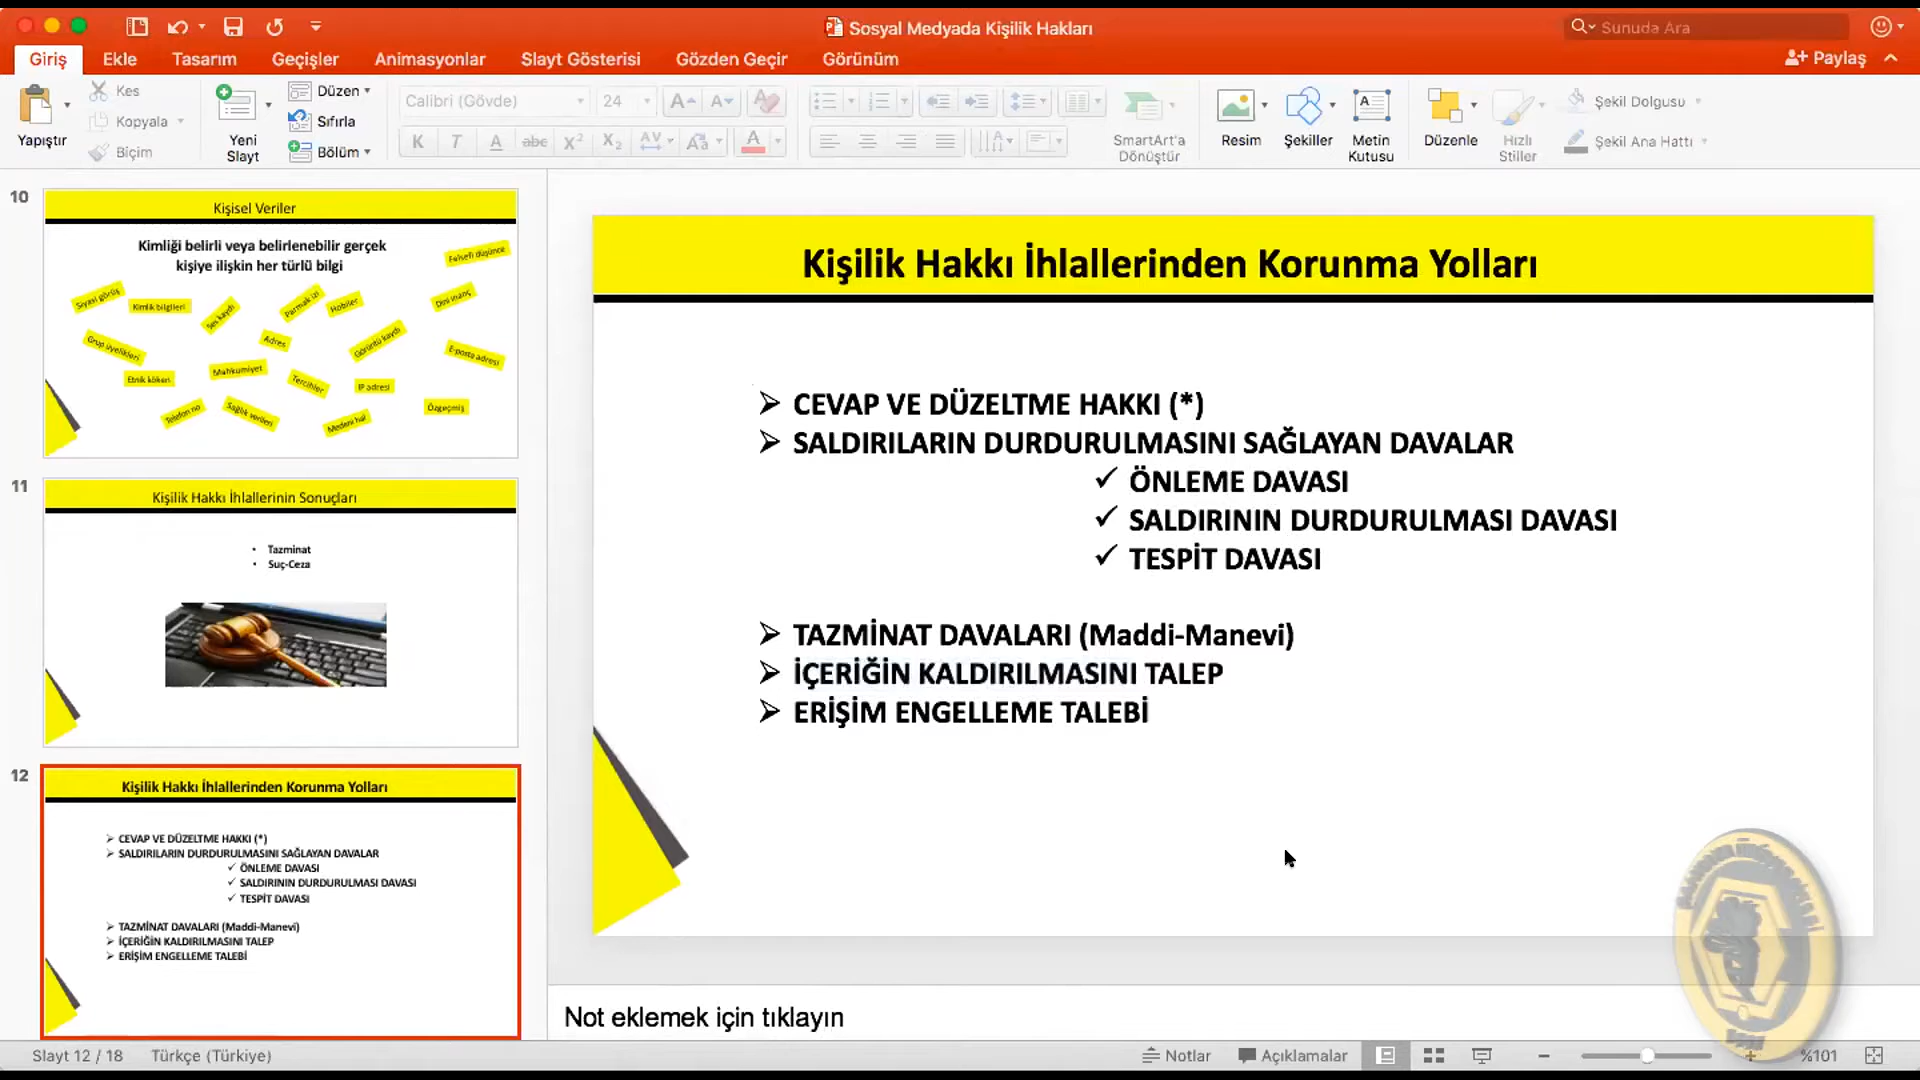 Sosyal Medyada Kişilik Hakları
Sunuda Ara
Giriş Ekle Tasarım Geçişler Animasyonlar Slayt Gösterisi Gözden Geçir Görünüm Paylaş
Yapıştır
Kes
Kopyala
Biçim
Yeni Slayt
Düzen
Sıfırla
Bölüm
Calibri (Gövde) 24
K T A abc X² X₂ AV Aa A
SmartArt'a Dönüştür
Resim
Şekiller
Metin Kutusu
Düzenle
Hızlı Stiller
Şekil Dolgusu
Şekil Ana Hattı
10
Kişisel Veriler
Kimliği belirli veya belirlenebilir gerçek
kişiye ilişkin her türlü bilgi
Felsefi düşünce
Siyasi görüş
Kimlik bilgileri
Ses kaydı
Parmak izi
Hobiler
Dini inanç
Grup üyelikleri
Adres
Görüntü kaydı
E-posta adresi
Etnik köken
Mahkumiyet
Tercihler
IP adresi
Telefon no
Sağlık verileri
Medeni hal
Özgeçmiş
11
Kişilik Hakkı İhlallerinin Sonuçları
• Tazminat
• Suç-Ceza
12
Kişilik Hakkı İhlallerinden Korunma Yolları
➢ CEVAP VE DÜZELTME HAKKI (*)
➢ SALDIRILARIN DURDURULMASINI SAĞLAYAN DAVALAR
✓ ÖNLEME DAVASI
✓ SALDIRININ DURDURULMASI DAVASI
✓ TESPİT DAVASI
➢ TAZMİNAT DAVALARI (Maddi-Manevi)
➢ İÇERİĞİN KALDIRILMASINI TALEP
➢ ERİŞİM ENGELLEME TALEBİ
Kişilik Hakkı İhlallerinden Korunma Yolları
➢ CEVAP VE DÜZELTME HAKKI (*)
➢ SALDIRILARIN DURDURULMASINI SAĞLAYAN DAVALAR
✓ ÖNLEME DAVASI
✓ SALDIRININ DURDURULMASI DAVASI
✓ TESPİT DAVASI
➢ TAZMİNAT DAVALARI (Maddi-Manevi)
➢ İÇERİĞİN KALDIRILMASINI TALEP
➢ ERİŞİM ENGELLEME TALEBİ
Not eklemek için tıklayın
Slayt 12 / 18 Türkçe (Türkiye) Notlar Açıklamalar %101